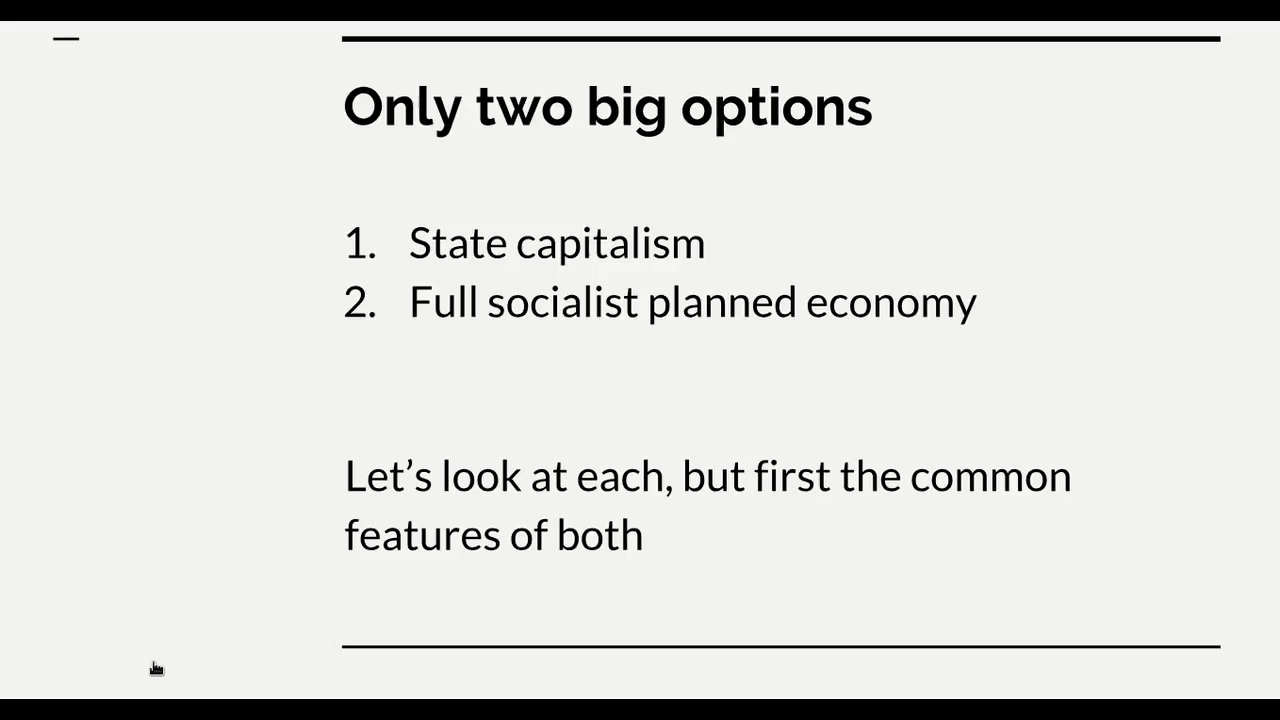 Only two big options
1. State capitalism
2. Full socialist planned economy
Let’s look at each, but first the common
features of both